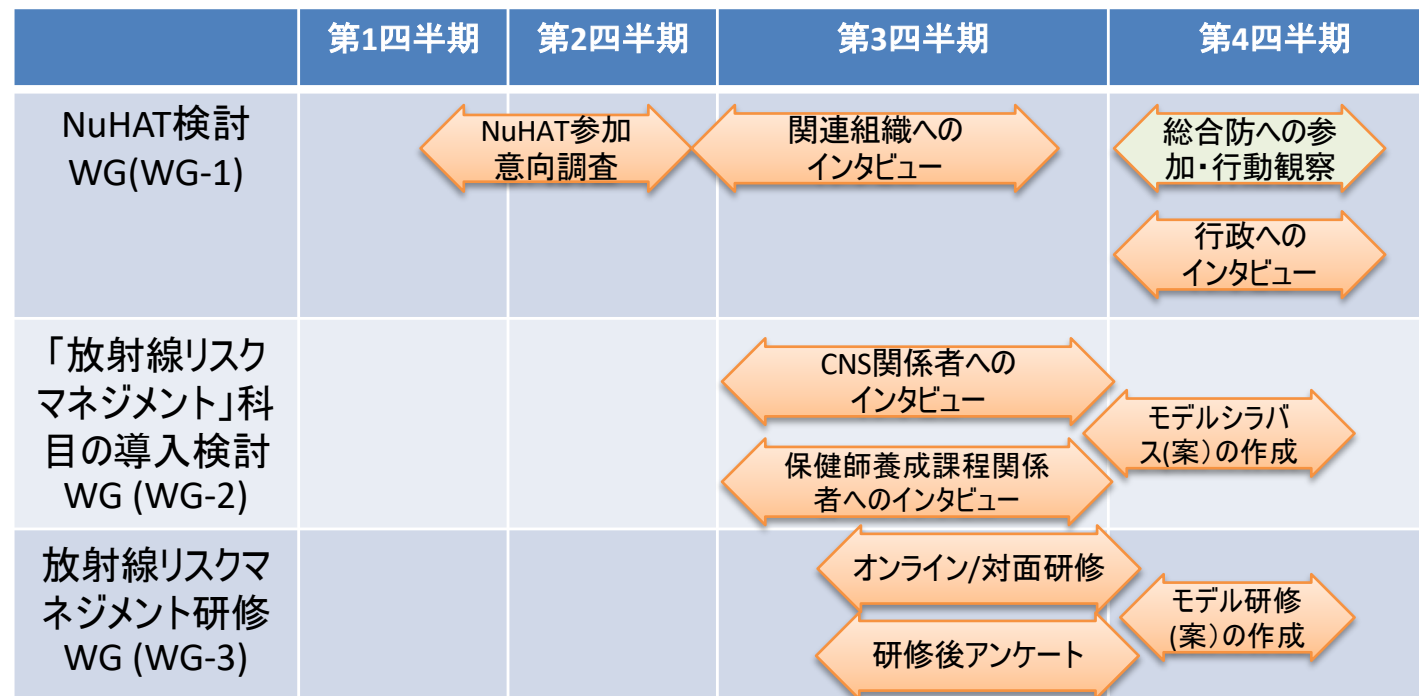 第1四半期
第2四半期
第3四半期
第4四半期
NuHAT検討
WG(WG-1)
NuHAT参加
意向調査
関連組織への
インタビュー
総合防への参
加・行動観察
行政への
インタビュー
「放射線リスク
マネジメント」科
目の導入検討
WG (WG-2)
CNS関係者への
インタビュー
保健師養成課程関係
者へのインタビュー
モデルシラバ
ス(案）の作成
放射線リスクマ
ネジメント研修
WG (WG-3)
オンライン/対面研修
研修後アンケート
モデル研修
(案）の作成